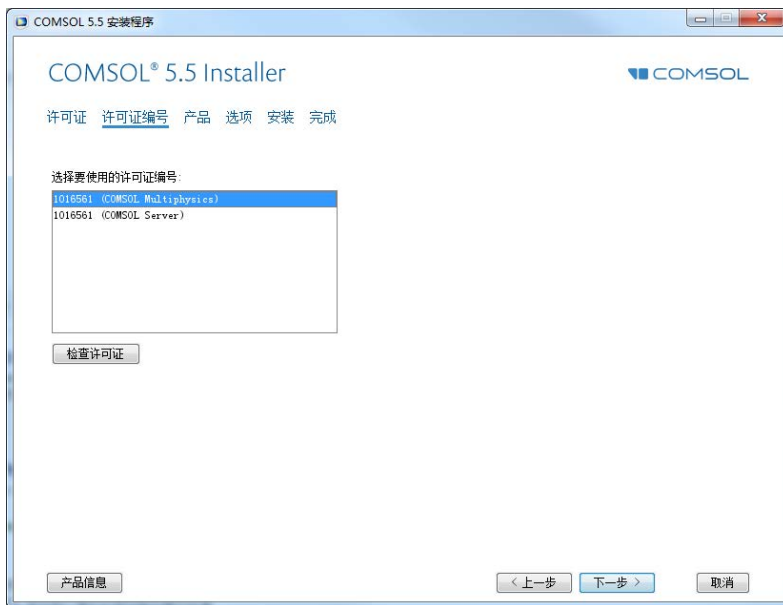 COMSOL 5.5 安装程序
COMSOL® 5.5 Installer
COMSOL
许可证 许可证编号 产品 选项 安装 完成
选择要使用的许可证编号:
1016561 (COMSOL Multiphysics)
1016561 (COMSOL Server)
检查许可证
产品信息 < 上一步 下一步 > 取消